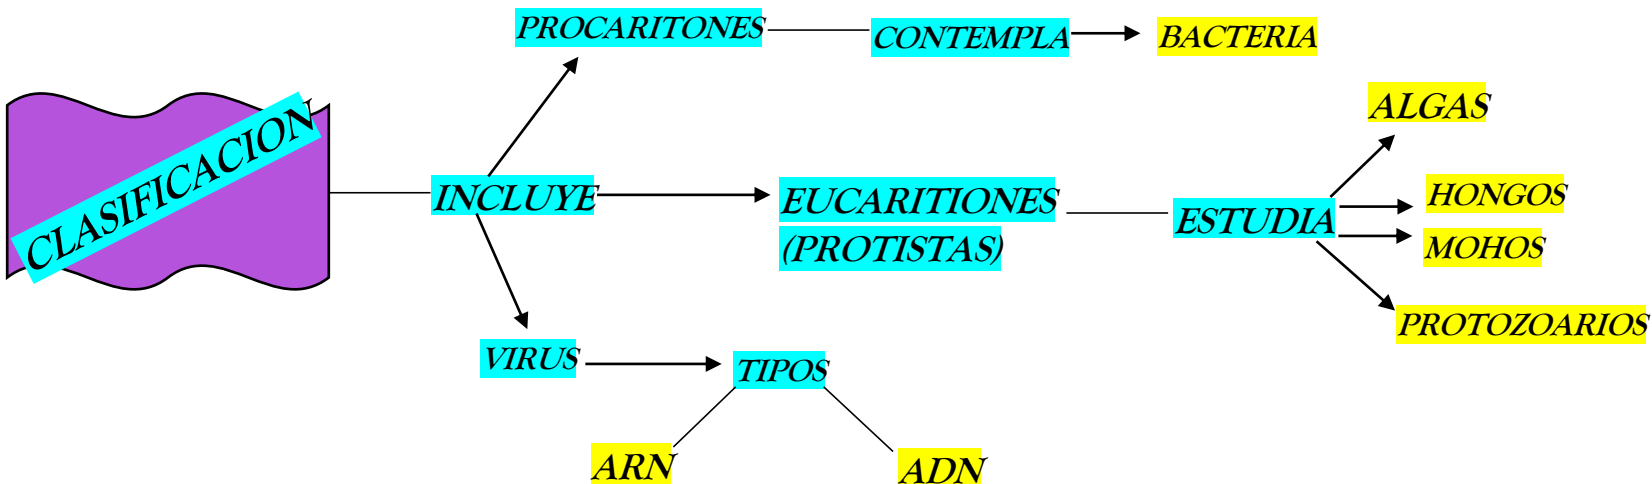 CLASIFICACION
INCLUYE
PROCARITONES
CONTEMPLA
BACTERIA
EUCARITIONES
(PROTISTAS)
ESTUDIA
ALGAS
HONGOS
MOHOS
PROTOZOARIOS
VIRUS
TIPOS
ARN
ADN